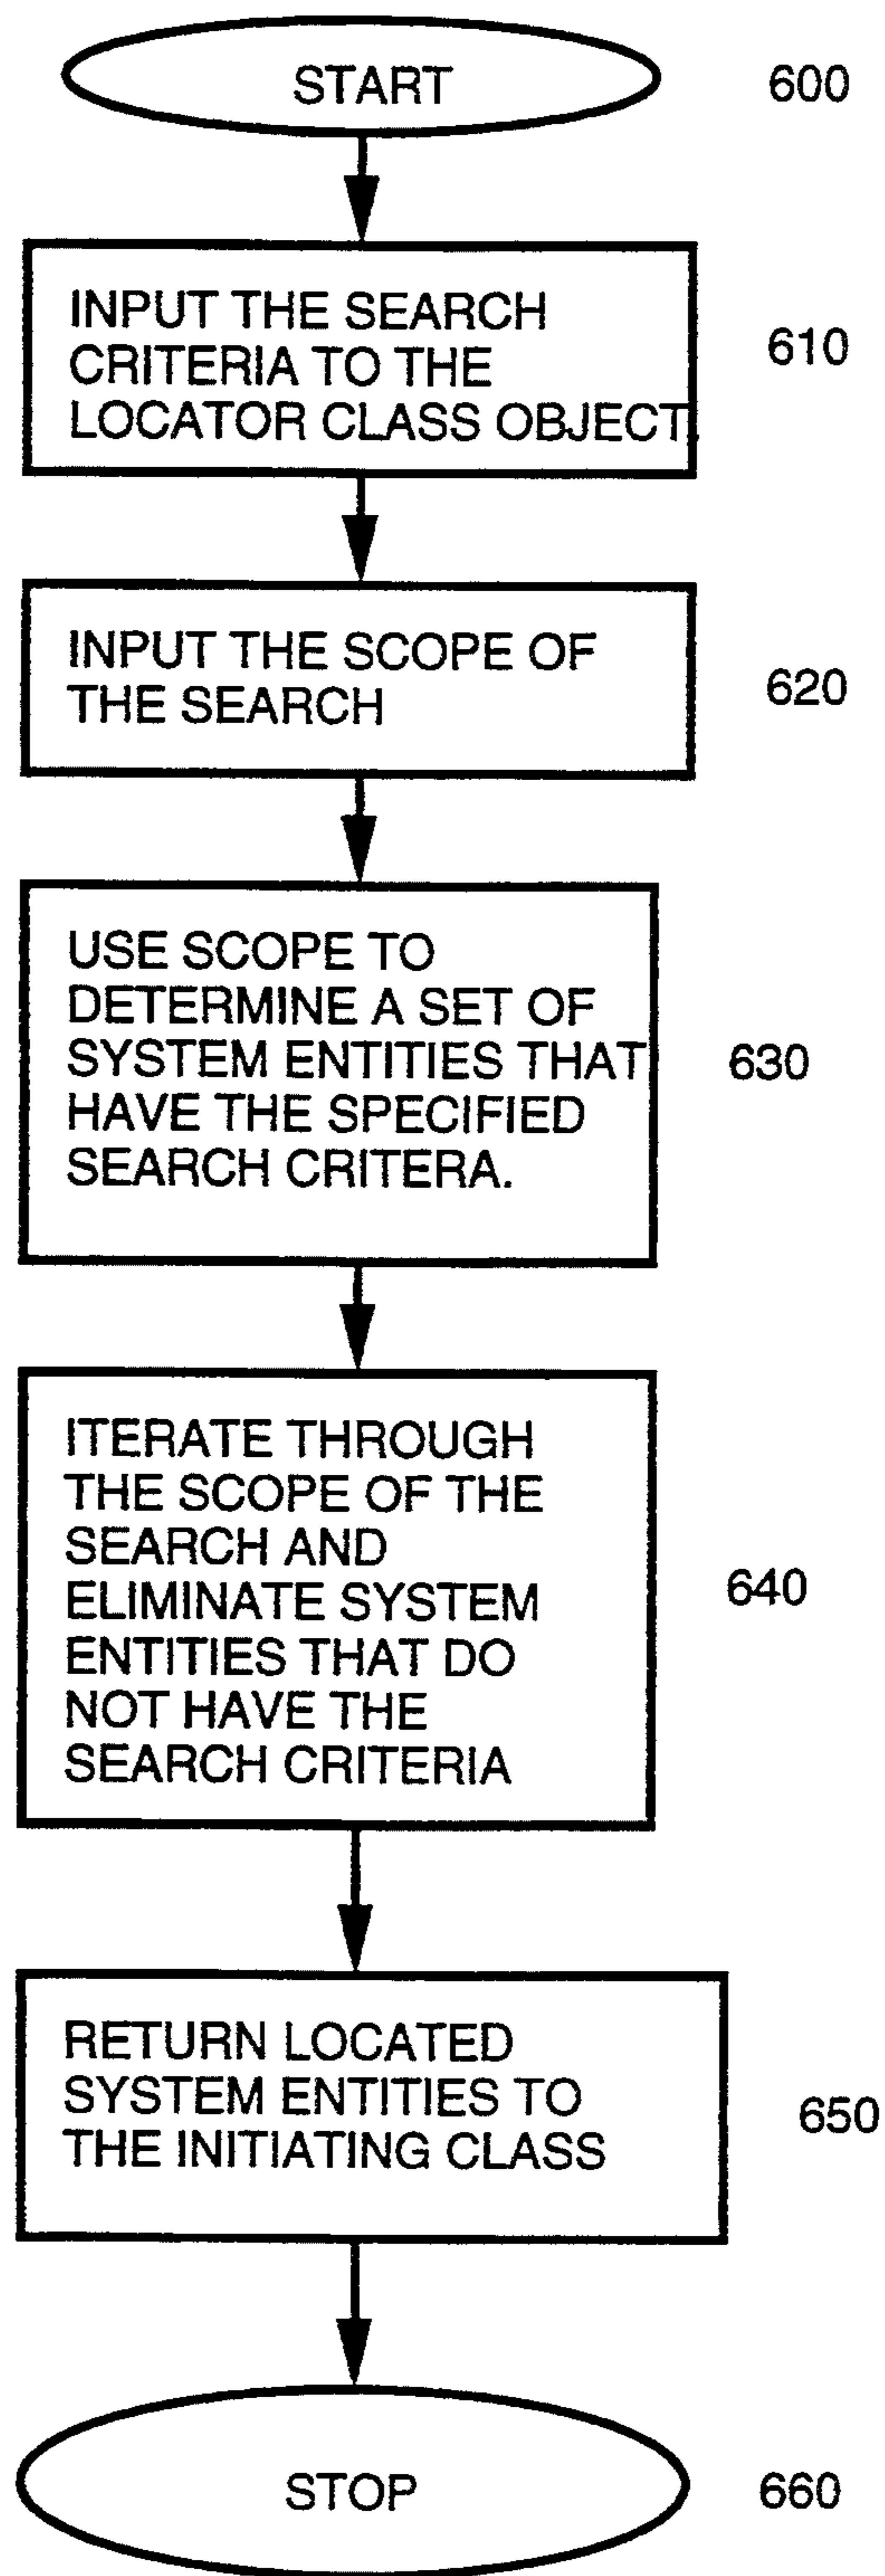 START
600
INPUT THE SEARCH
CRITERIA TO THE
LOCATOR CLASS OBJECT
610
INPUT THE SCOPE OF
THE SEARCH
620
USE SCOPE TO
DETERMINE A SET OF
SYSTEM ENTITIES THAT
HAVE THE SPECIFIED
SEARCH CRITERA.
630
ITERATE THROUGH
THE SCOPE OF THE
SEARCH AND
ELIMINATE SYSTEM
ENTITIES THAT DO
NOT HAVE THE
SEARCH CRITERIA
640
RETURN LOCATED
SYSTEM ENTITIES TO
THE INITIATING CLASS
650
STOP
660